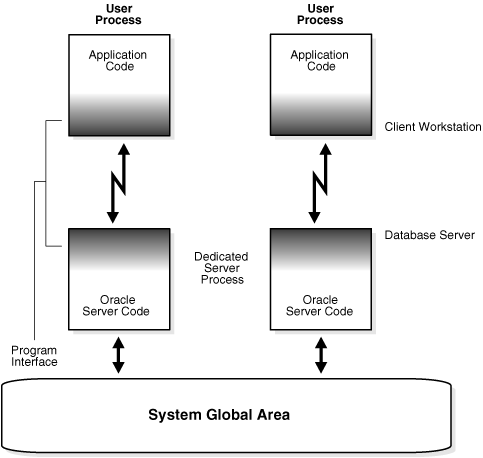 User
Process
User
Process
Application
Code
Application
Code
Client Workstation
Database Server
Dedicated
Server
Process
Oracle
Server Code
Oracle
Server Code
Program
Interface
System Global Area